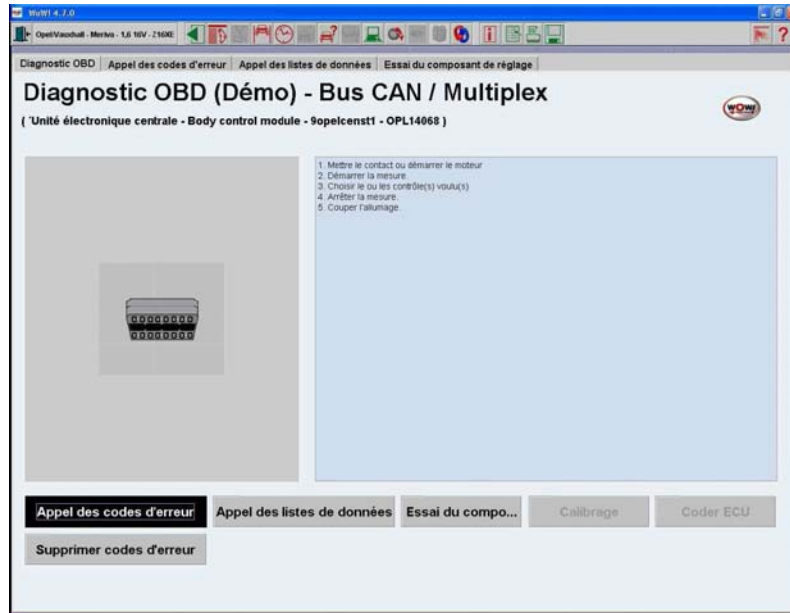 WoW! 4.7.0
Opel/Vauxhall - Meriva - 1,6 16V - Z16XE
Diagnostic OBD
Appel des codes d'erreur
Appel des listes de données
Essai du composant de réglage
Diagnostic OBD (Démo) - Bus CAN / Multiplex
( 'Unité électronique centrale - Body control module - 9opelcenst1 - OPL14068 )
WOW!
1. Mettre le contact ou démarrer le moteur
2. Démarrer la mesure.
3. Choisir le ou les contrôle(s) voulu(s)
4. Arrêter la mesure.
5. Couper l'allumage.
Appel des codes d'erreur
Appel des listes de données
Essai du compo...
Calibrage
Coder ECU
Supprimer codes d'erreur